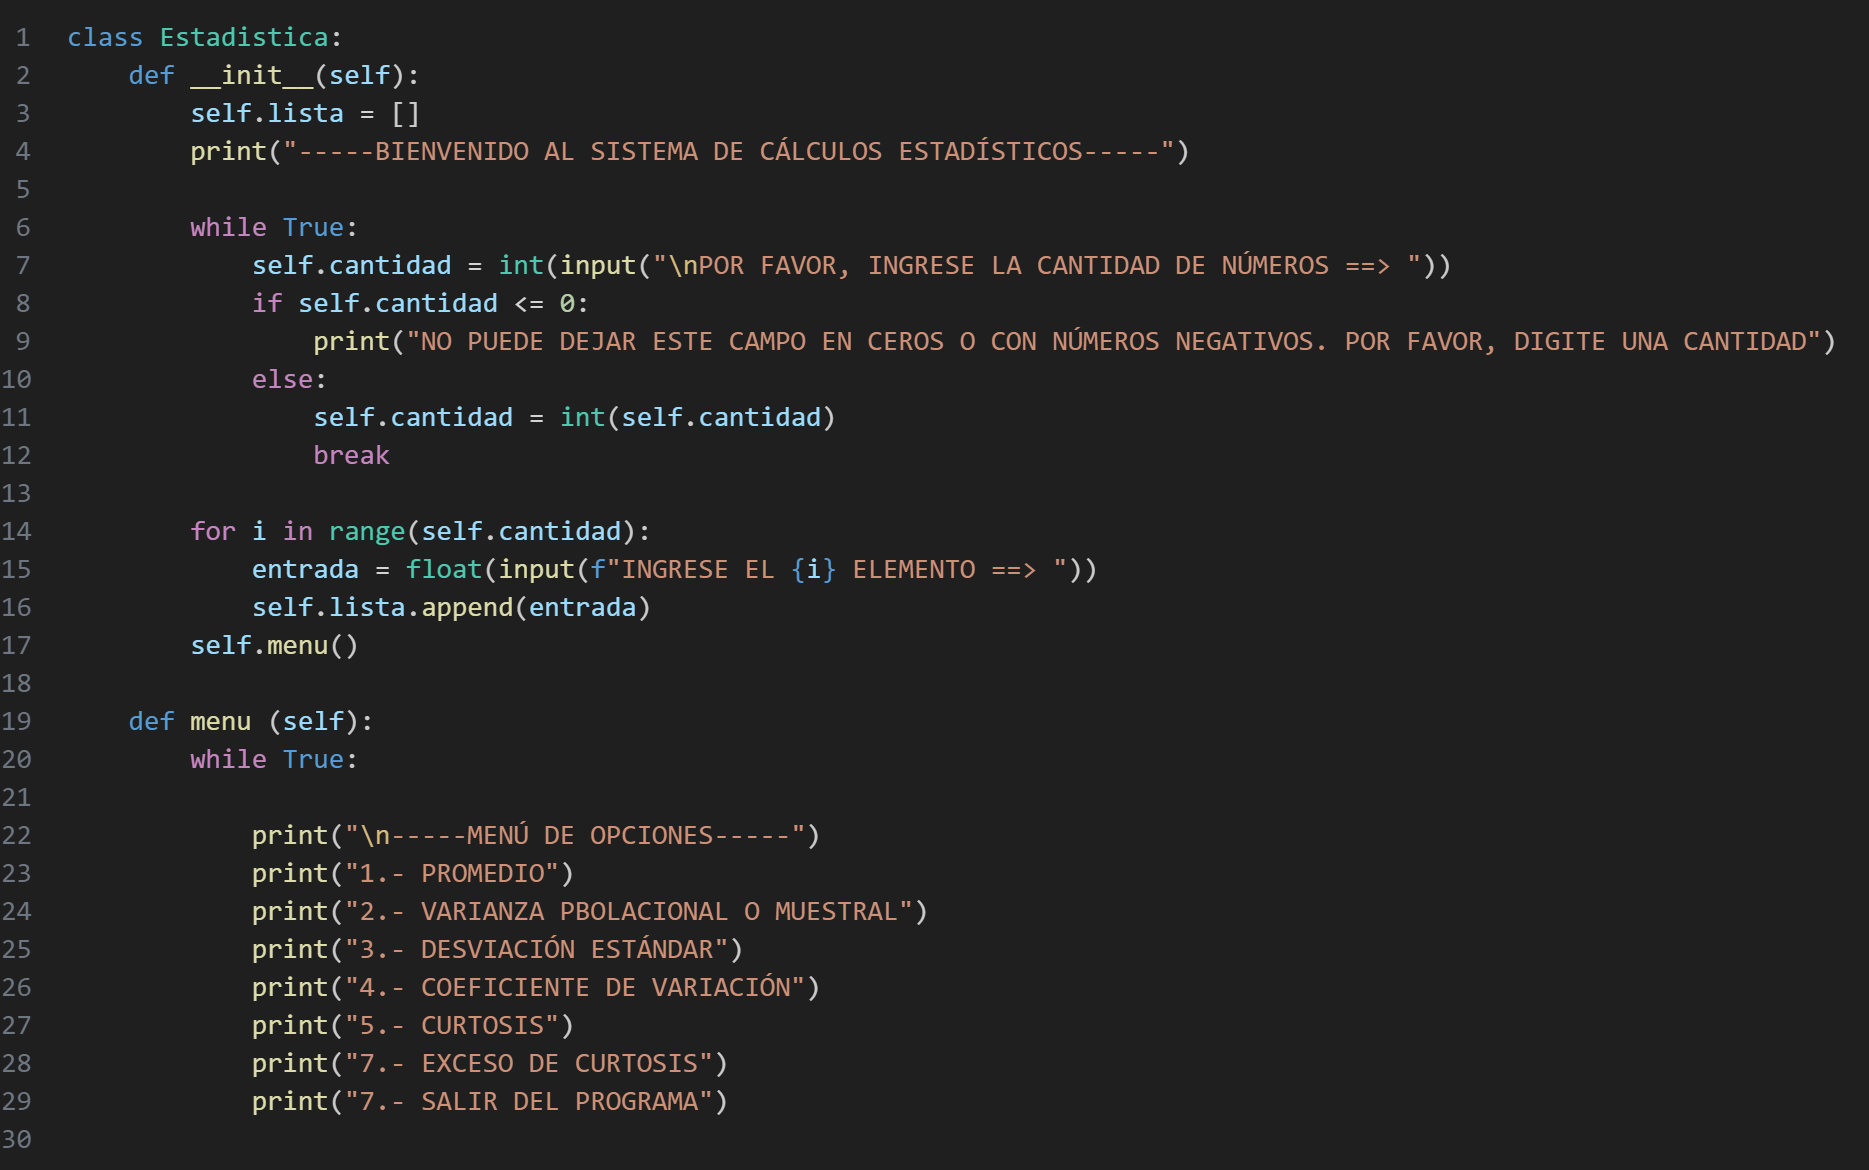 1 class Estadistica:
2     def __init__(self):
3         self.lista = []
4         print("-----BIENVENIDO AL SISTEMA DE CÁLCULOS ESTADÍSTICOS-----")
5
6         while True:
7             self.cantidad = int(input("\nPOR FAVOR, INGRESE LA CANTIDAD DE NÚMEROS ==> "))
8             if self.cantidad <= 0:
9                 print("NO PUEDE DEJAR ESTE CAMPO EN CEROS O CON NÚMEROS NEGATIVOS. POR FAVOR, DIGITE UNA CANTIDAD")
10             else:
11                 self.cantidad = int(self.cantidad)
12                 break
13
14         for i in range(self.cantidad):
15             entrada = float(input(f"INGRESE EL {i} ELEMENTO ==> "))
16             self.lista.append(entrada)
17         self.menu()
18
19     def menu (self):
20         while True:
21
22             print("\n-----MENÚ DE OPCIONES-----")
23             print("1.- PROMEDIO")
24             print("2.- VARIANZA PBOLACIONAL O MUESTRAL")
25             print("3.- DESVIACIÓN ESTÁNDAR")
26             print("4.- COEFICIENTE DE VARIACIÓN")
27             print("5.- CURTOSIS")
28             print("7.- EXCESO DE CURTOSIS")
29             print("7.- SALIR DEL PROGRAMA")
30